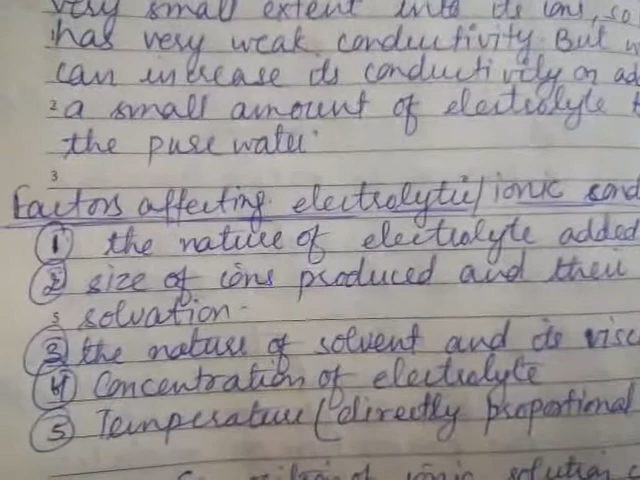 very small extent into its ions, so
has very weak conductivity. But w
can increase its conductivity on ad
a small amount of electrolyte
the pure water.
Factors affecting electrolytic/ionic cond
① the nature of electrolyte added
② size of ions produced and their
solvation.
③ the nature of solvent and its visc
④ Concentration of electrolyte
⑤ Temperature (directly proportional
of ionic solution